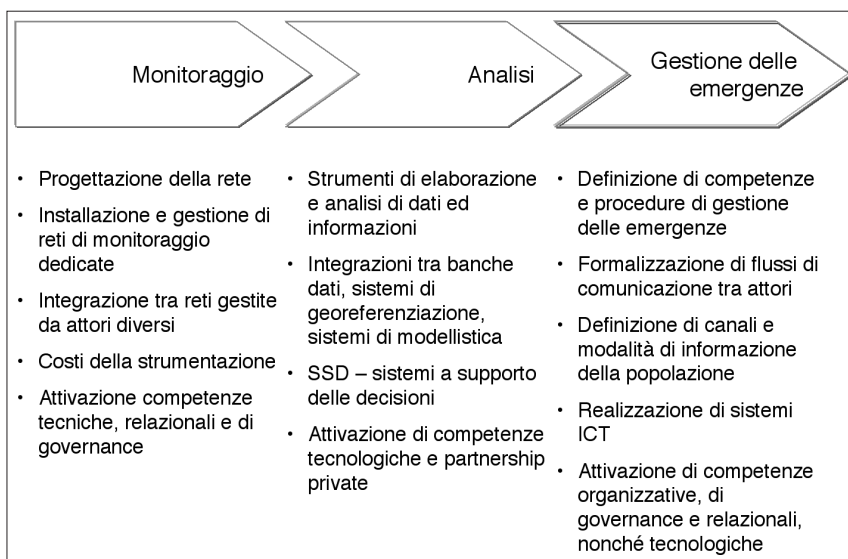 Monitoraggio
Analisi
Gestione delle
emergenze
• Progettazione della rete
• Installazione e gestione di
reti di monitoraggio
dedicate
• Integrazione tra reti gestite
da attori diversi
• Costi della strumentazione
• Attivazione competenze
tecniche, relazionali e di
governance
• Strumenti di elaborazione
e analisi di dati ed
informazioni
• Integrazioni tra banche
dati, sistemi di
georeferenziazione,
sistemi di modellistica
• SSD – sistemi a supporto
delle decisioni
• Attivazione di competenze
tecnologiche e partnership
private
• Definizione di competenze
e procedure di gestione
delle emergenze
• Formalizzazione di flussi di
comunicazione tra attori
• Definizione di canali e
modalità di informazione
della popolazione
• Realizzazione di sistemi
ICT
• Attivazione di competenze
organizzative, di
governance e relazionali,
nonché tecnologiche